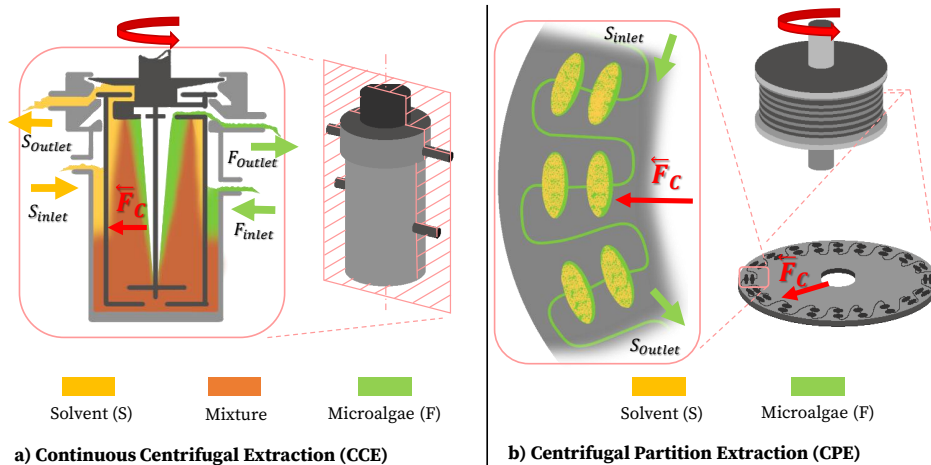 S_Outlet
S_inlet
F_C
F_Outlet
F_inlet
Solvent (S)
Mixture
Microalgae (F)
a) Continuous Centrifugal Extraction (CCE)
S_inlet
F_C
S_Outlet
F_C
Solvent (S)
Microalgae (F)
b) Centrifugal Partition Extraction (CPE)